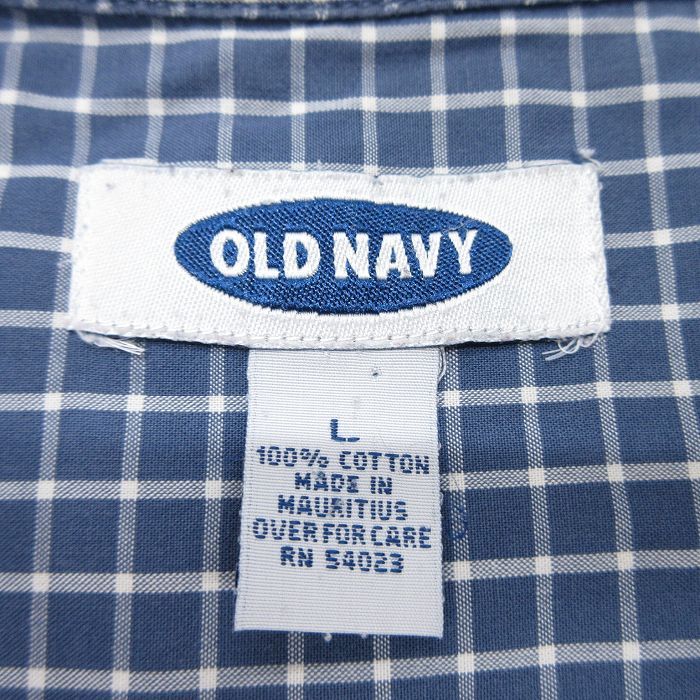 OLD NAVY
L
100% COTTON
MADE IN
MAURITIUS
OVER FOR CARE
RN 54023